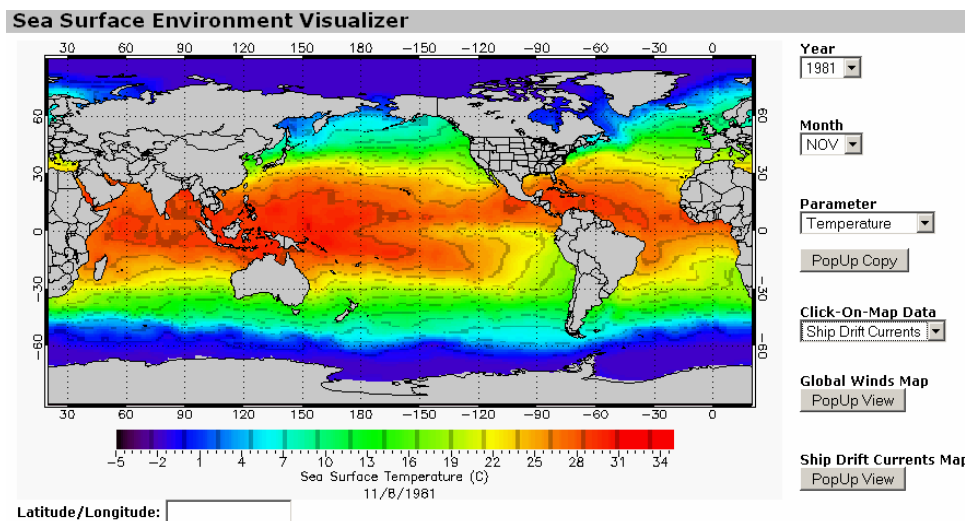 Sea Surface Environment Visualizer
30 60 90 120 150 180 -150 -120 -90 -60 -30 0
60 60
30 30
0 0
-30 -30
-60 -60
30 60 90 120 150 180 -150 -120 -90 -60 -30 0
-5 -2 1 4 7 10 13 16 19 22 25 28 31 34
Sea Surface Temperature (C)
11/8/1981
Latitude/Longitude:
Year
1981
Month
NOV
Parameter
Temperature
PopUp Copy
Click-On-Map Data
Ship Drift Currents
Global Winds Map
PopUp View
Ship Drift Currents Map
PopUp View